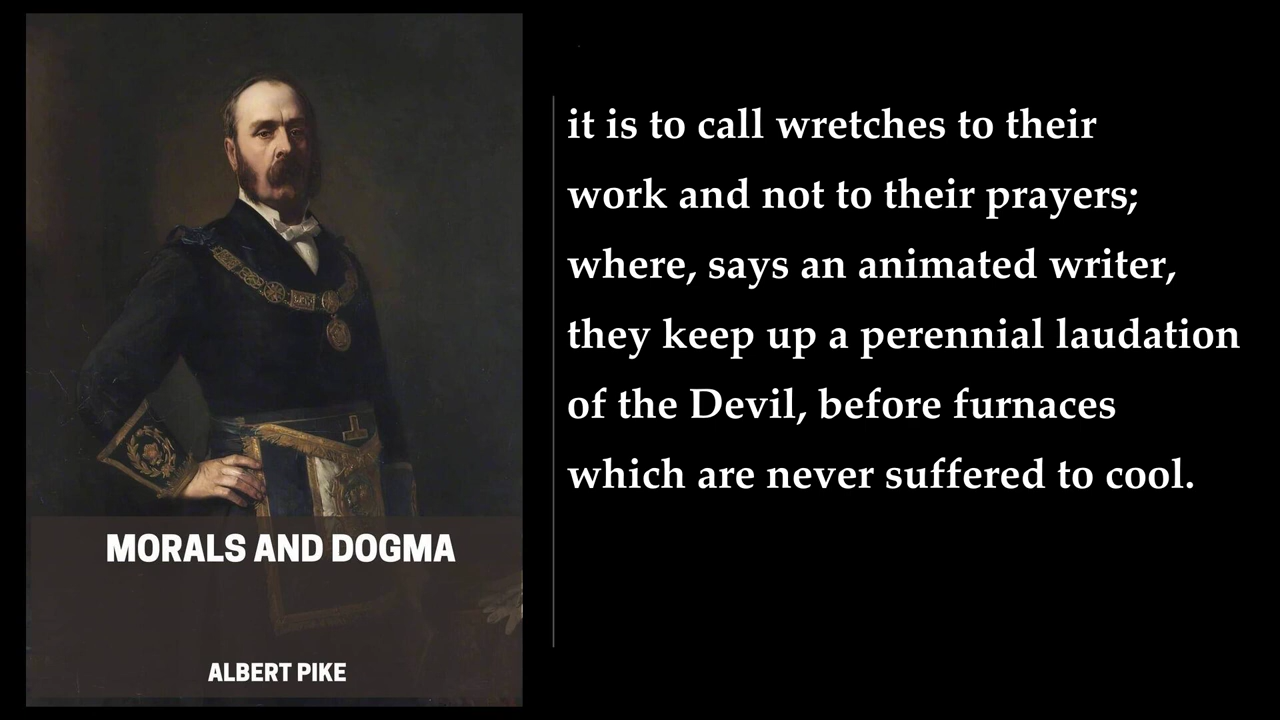 MORALS AND DOGMA
ALBERT PIKE
it is to call wretches to their
work and not to their prayers;
where, says an animated writer,
they keep up a perennial laudation
of the Devil, before furnaces
which are never suffered to cool.